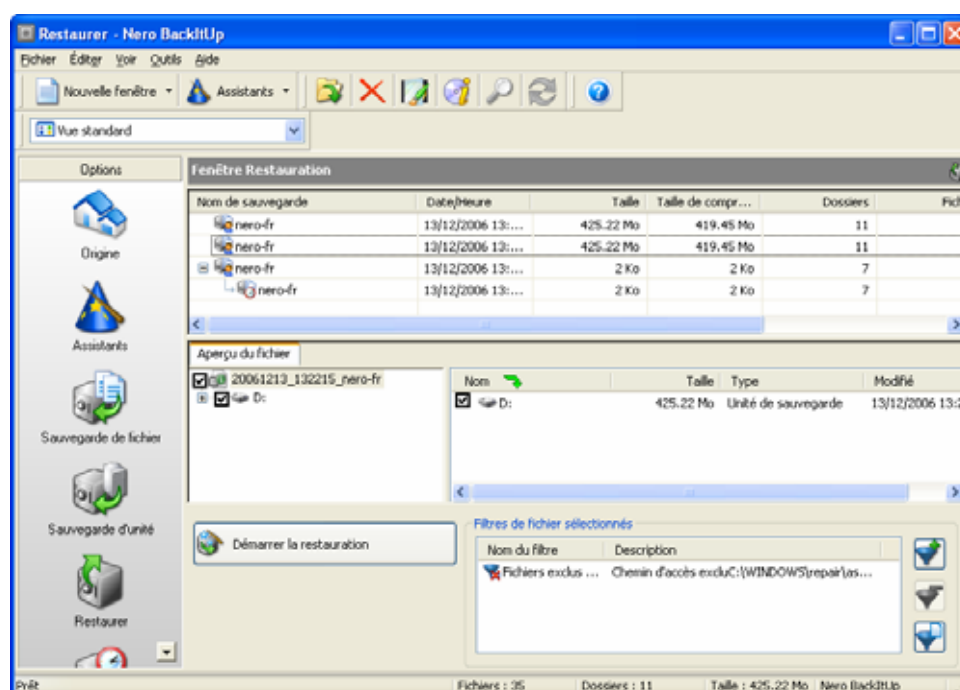 Restaurer - Nero BackItUp
Fichier Éditer Voir Outils Aide
Nouvelle fenêtre Assistants
Vue standard
Options
Fenêtre Restauration
Nom de sauvegarde Date/Heure Taille Taille de compr... Dossiers Fich
nero-fr 13/12/2006 13:... 425.22 Mo 419.45 Mo 11
nero-fr 13/12/2006 13:... 425.22 Mo 419.45 Mo 11
nero-fr 13/12/2006 13:... 2 Ko 2 Ko 7
nero-fr 13/12/2006 13:... 2 Ko 2 Ko 7
Origine
Assistants
Sauvegarde de fichier
Sauvegarde d'unité
Restaurer
Aperçu du fichier
20061213_132215_nero-fr
D:
Nom Taille Type Modifié
D: 425.22 Mo Unité de sauvegarde 13/12/2006 13:2
Démarrer la restauration
Filtres de fichier sélectionnés
Nom du filtre Description
Fichiers exclus ... Chemin d'accès excluC:\WINDOWS\repair\as...
Prêt Fichiers : 35 Dossiers : 11 Taille : 425.22 Mo Nero BackItUp